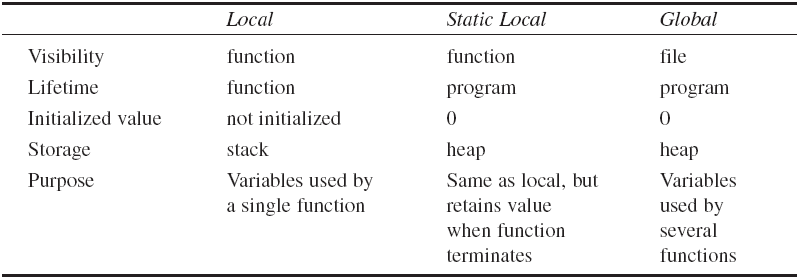 Local Static Local Global
Visibility function function file
Lifetime function program program
Initialized value not initialized 0 0
Storage stack heap heap
Purpose Variables used by Same as local, but Variables
a single function retains value used by
when function several
terminates functions